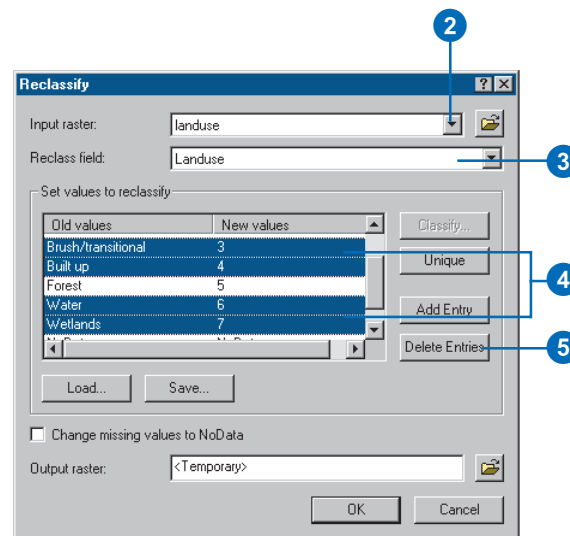 2
Reclassify
Input raster: landuse
Reclass field: Landuse
3
Set values to reclassify
Old values New values
Classify...
Brush/transitional 3
Built up 4
Unique
Forest 5
4
Water 6
Add Entry
Wetlands 7
Delete Entries
5
Load... Save...
Change missing values to NoData
Output raster: <Temporary>
OK Cancel